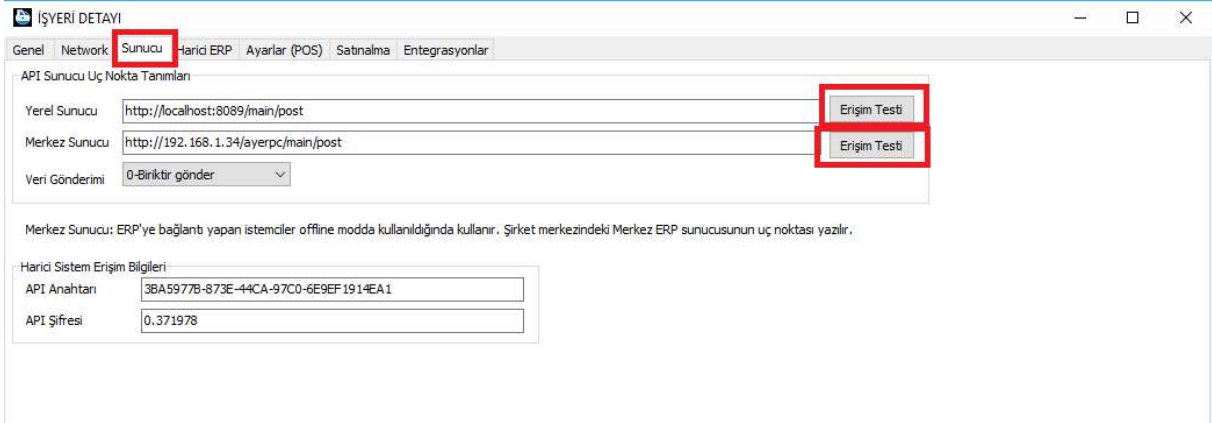 İŞYERİ DETAYI
Genel Network Sunucu Harici ERP Ayarlar (POS) Satınalma Entegrasyonlar
API Sunucu Uç Nokta Tanımları
Yerel Sunucu http://localhost:8089/main/post Erişim Testi
Merkez Sunucu http://192.168.1.34/ayerpc/main/post Erişim Testi
Veri Gönderimi 0-Biriktir gönder
Merkez Sunucu: ERP'ye bağlantı yapan istemciler offline modda kullanıldığında kullanır. Şirket merkezindeki Merkez ERP sunucusunun uç noktası yazılır.
Harici Sistem Erişim Bilgileri
API Anahtarı 3BA5977B-873E-44CA-97C0-6E9EF1914EA1
API Şifresi 0.371978